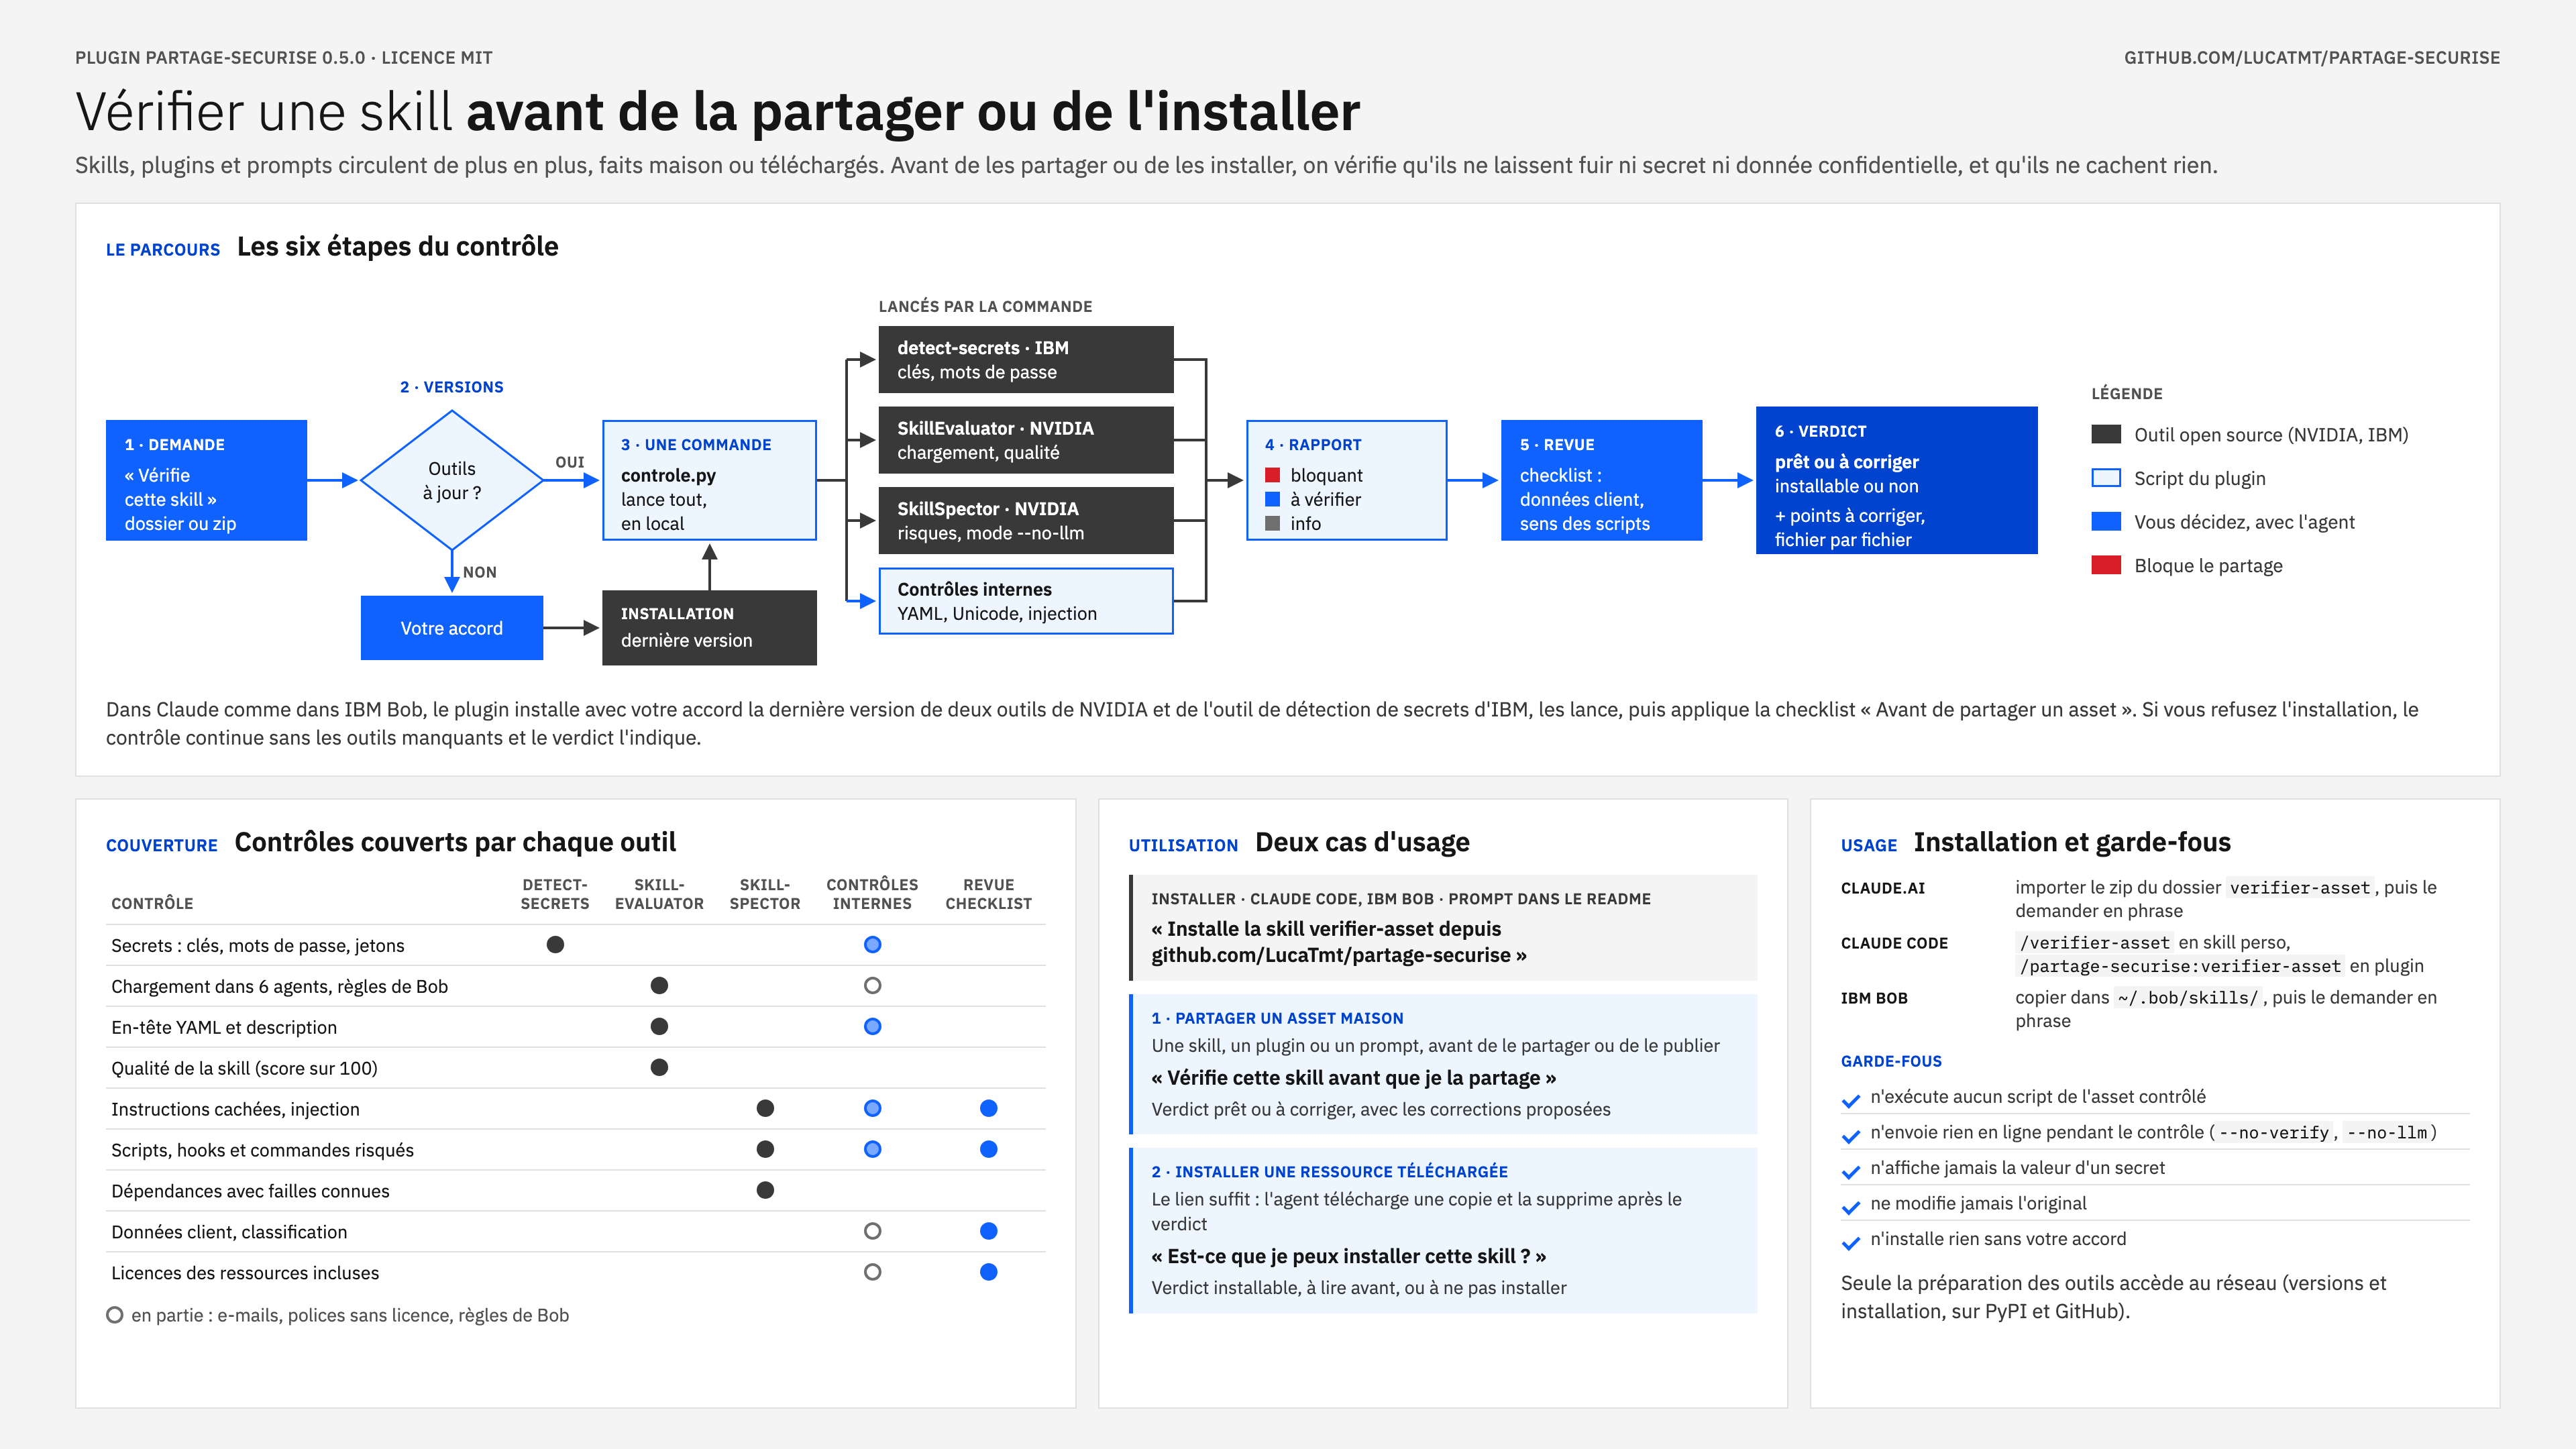 PLUGIN PARTAGE-SECURISE 0.5.0 · LICENCE MIT
GITHUB.COM/LUCATMT/PARTAGE-SECURISE
Vérifier une skill avant de la partager ou de l'installer
Skills, plugins et prompts circulent de plus en plus, faits maison ou téléchargés. Avant de les partager ou de les installer, on vérifie qu'ils ne laissent fuir ni secret ni donnée confidentielle, et qu'ils ne cachent rien.
LE PARCOURS Les six étapes du contrôle
1 · DEMANDE
« Vérifie
cette skill »
dossier ou zip
2 · VERSIONS
Outils
à jour ?
OUI
NON
Votre accord
INSTALLATION
dernière version
3 · UNE COMMANDE
controle.py
lance tout,
en local
LANCÉS PAR LA COMMANDE
detect-secrets · IBM
clés, mots de passe
SkillEvaluator · NVIDIA
chargement, qualité
SkillSpector · NVIDIA
risques, mode --no-llm
Contrôles internes
YAML, Unicode, injection
4 · RAPPORT
bloquant
à vérifier
info
5 · REVUE
checklist :
données client,
sens des scripts
6 · VERDICT
prêt ou à corriger
installable ou non
+ points à corriger,
fichier par fichier
LÉGENDE
Outil open source (NVIDIA, IBM)
Script du plugin
Vous décidez, avec l'agent
Bloque le partage
Dans Claude comme dans IBM Bob, le plugin installe avec votre accord la dernière version de deux outils de NVIDIA et de l'outil de détection de secrets d'IBM, les lance, puis applique la checklist « Avant de partager un asset ». Si vous refusez l'installation, le
contrôle continue sans les outils manquants et le verdict l'indique.
COUVERTURE Contrôles couverts par chaque outil
CONTRÔLE
DETECT-
SECRETS
SKILL-
EVALUATOR
SKILL-
SPECTOR
CONTRÔLES
INTERNES
REVUE
CHECKLIST
Secrets : clés, mots de passe, jetons
Chargement dans 6 agents, règles de Bob
En-tête YAML et description
Qualité de la skill (score sur 100)
Instructions cachées, injection
Scripts, hooks et commandes risqués
Dépendances avec failles connues
Données client, classification
Licences des ressources incluses
en partie : e-mails, polices sans licence, règles de Bob
UTILISATION Deux cas d'usage
INSTALLER · CLAUDE CODE, IBM BOB · PROMPT DANS LE README
« Installe la skill verifier-asset depuis
github.com/LucaTmt/partage-securise »
1 · PARTAGER UN ASSET MAISON
Une skill, un plugin ou un prompt, avant de le partager ou de le publier
« Vérifie cette skill avant que je la partage »
Verdict prêt ou à corriger, avec les corrections proposées
2 · INSTALLER UNE RESSOURCE TÉLÉCHARGÉE
Le lien suffit : l'agent télécharge une copie et la supprime après le
verdict
« Est-ce que je peux installer cette skill ? »
Verdict installable, à lire avant, ou à ne pas installer
USAGE Installation et garde-fous
CLAUDE.AI
importer le zip du dossier verifier-asset, puis le
demander en phrase
CLAUDE CODE
/verifier-asset en skill perso,
/partage-securise:verifier-asset en plugin
IBM BOB
copier dans ~/.bob/skills/, puis le demander en
phrase
GARDE-FOUS
n'exécute aucun script de l'asset contrôlé
n'envoie rien en ligne pendant le contrôle (--no-verify, --no-llm)
n'affiche jamais la valeur d'un secret
ne modifie jamais l'original
n'installe rien sans votre accord
Seule la préparation des outils accède au réseau (versions et
installation, sur PyPI et GitHub).